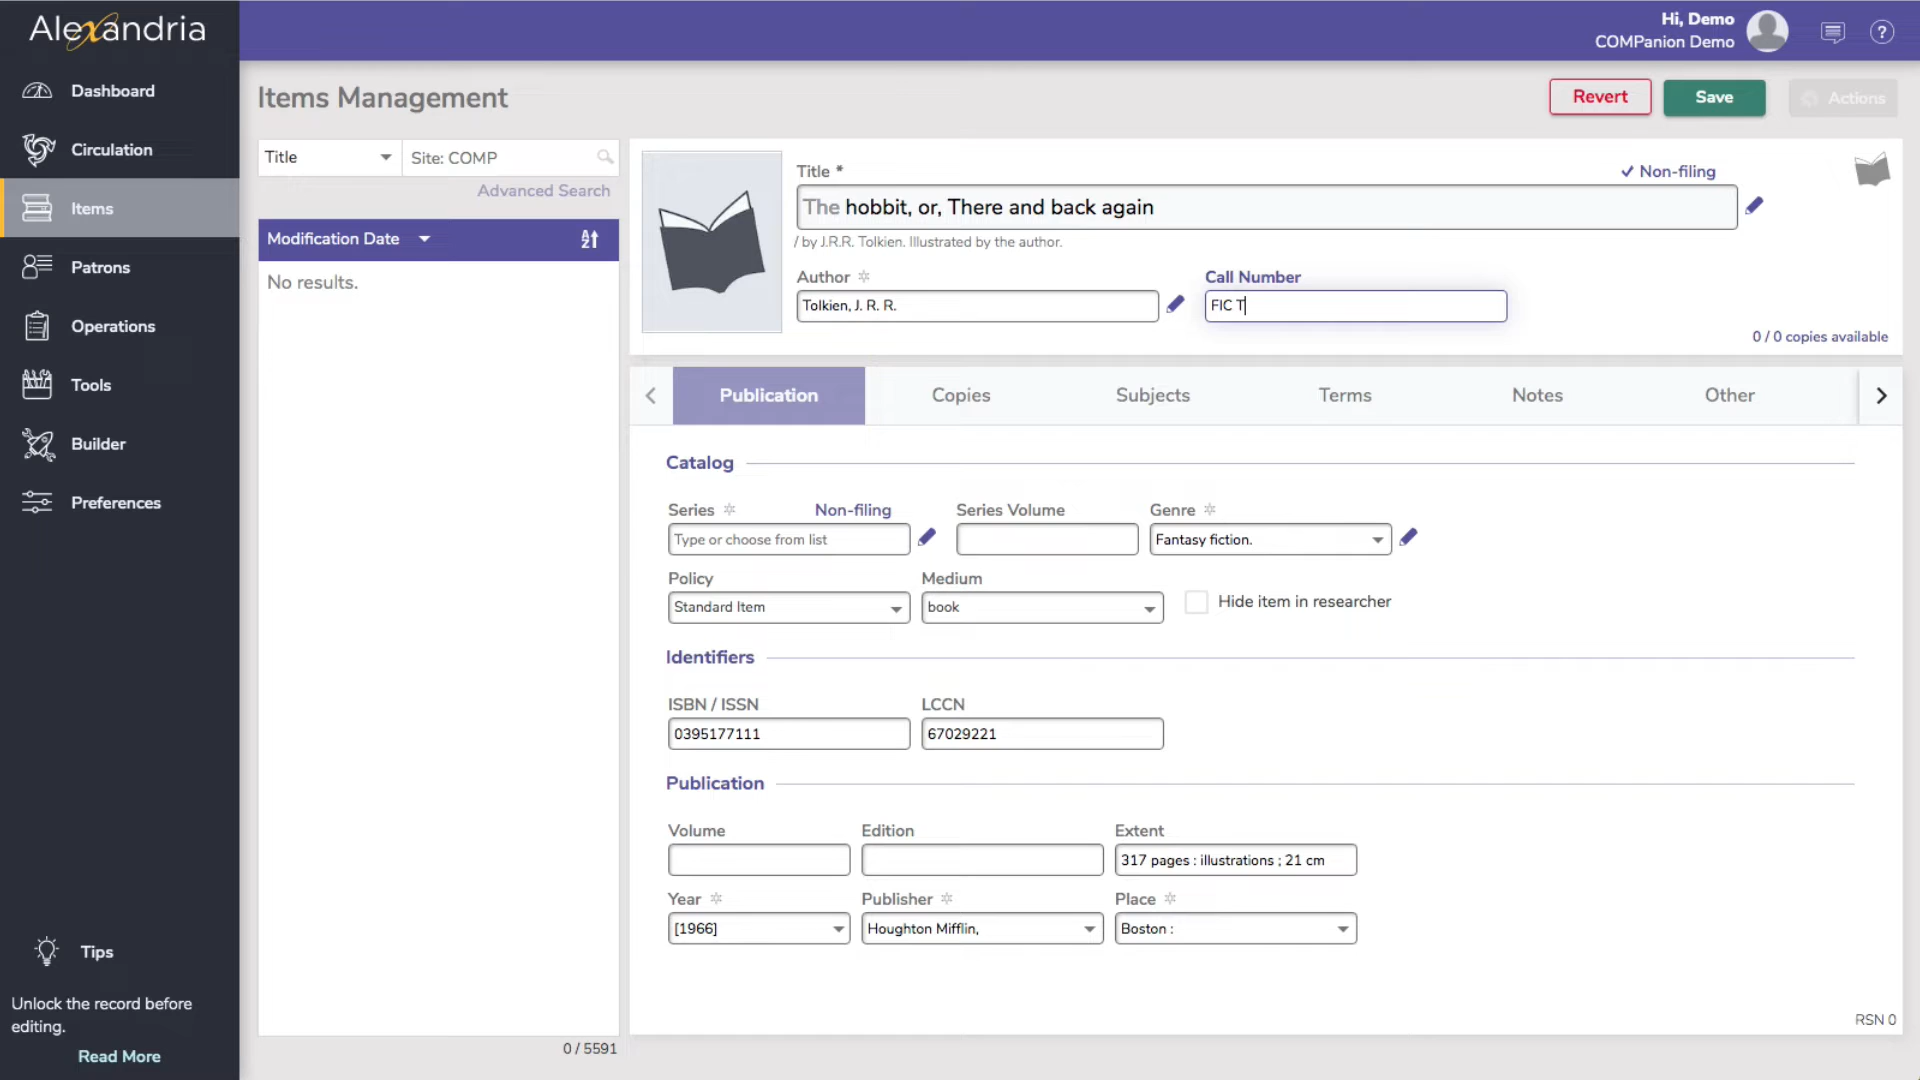 Alexandria
Hi, Demo
COMPanion Demo
?
Dashboard
Circulation
Items
Patrons
Operations
Tools
Builder
Preferences
Tips
Unlock the record before
editing.
Read More
Items Management
Revert
Save
Actions
Title
Site: COMP
Advanced Search
Modification Date
No results.
0 / 5591
Title *
Non-filing
The hobbit, or, There and back again
/ by J.R.R. Tolkien. Illustrated by the author.
Author
Call Number
Tolkien, J. R. R.
FIC T
0 / 0 copies available
Publication
Copies
Subjects
Terms
Notes
Other
Catalog
Series
Non-filing
Series Volume
Genre
Type or choose from list
Fantasy fiction.
Policy
Medium
Standard Item
book
Hide item in researcher
Identifiers
ISBN / ISSN
LCCN
0395177111
67029221
Publication
Volume
Edition
Extent
317 pages : illustrations ; 21 cm
Year
Publisher
Place
[1966]
Houghton Mifflin,
Boston :
RSN 0